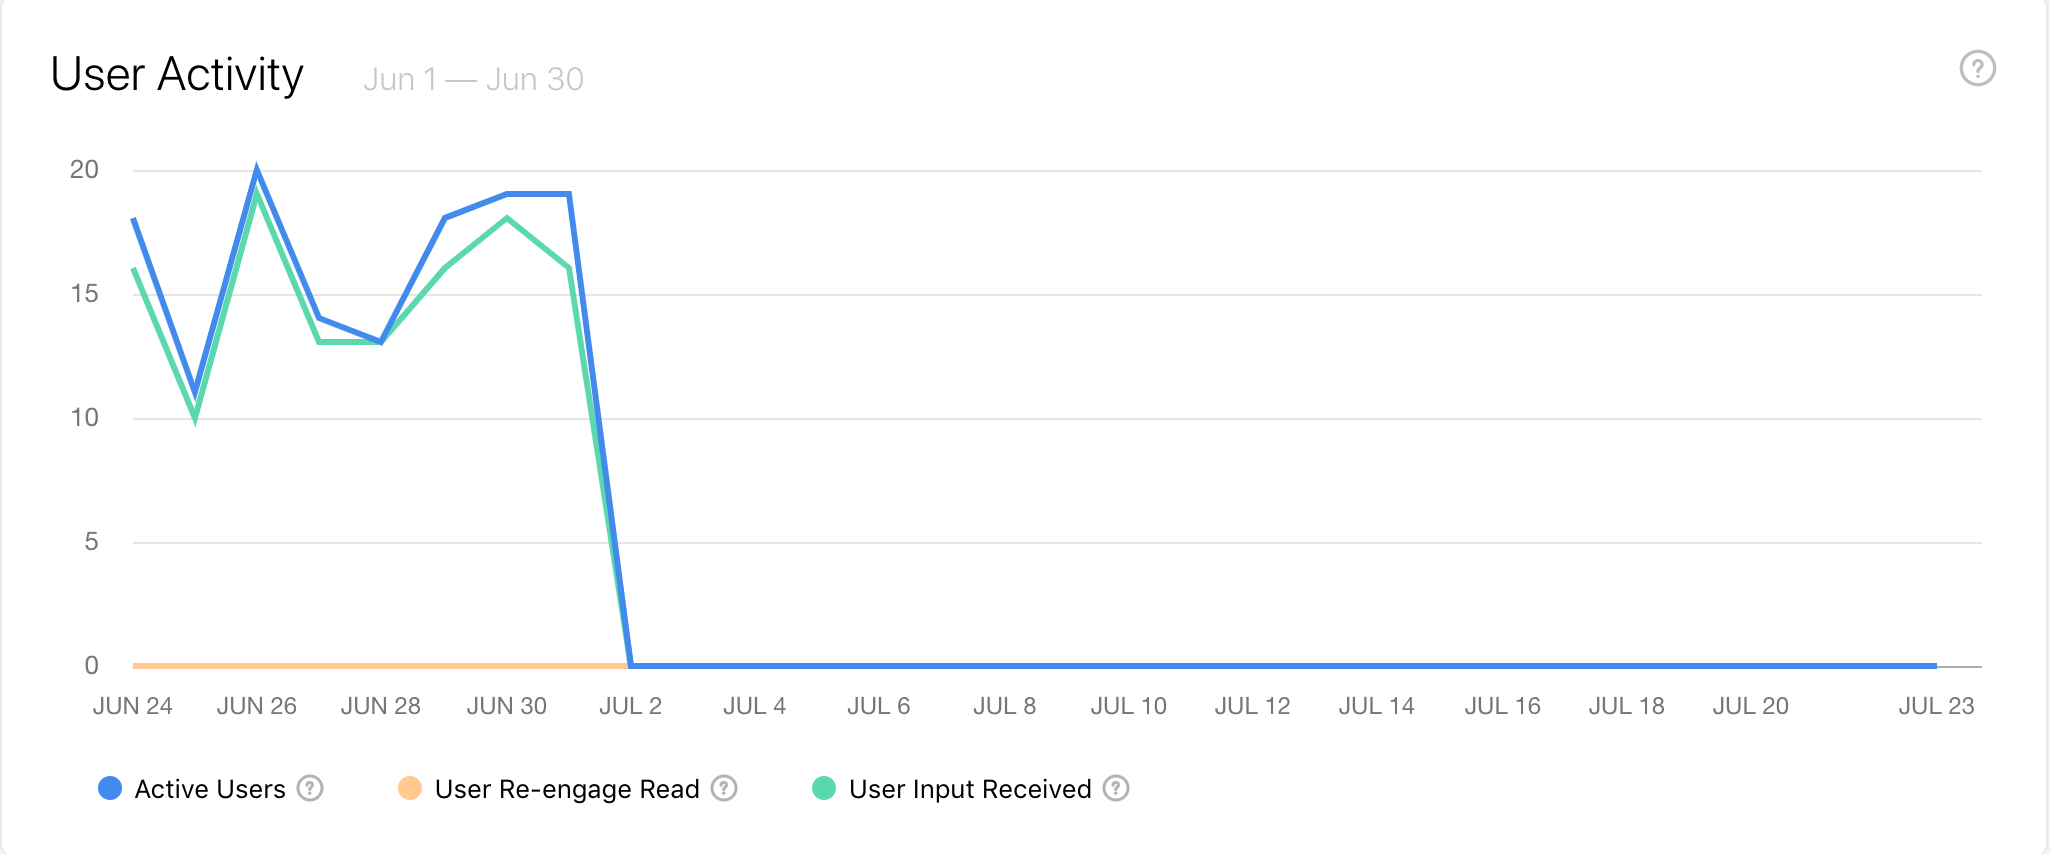 User Activity Jun 1 — Jun 30 ?
20
15
10
5
0
JUN 24 JUN 26 JUN 28 JUN 30 JUL 2 JUL 4 JUL 6 JUL 8 JUL 10 JUL 12 JUL 14 JUL 16 JUL 18 JUL 20 JUL 23
Active Users ? User Re-engage Read ? User Input Received ?